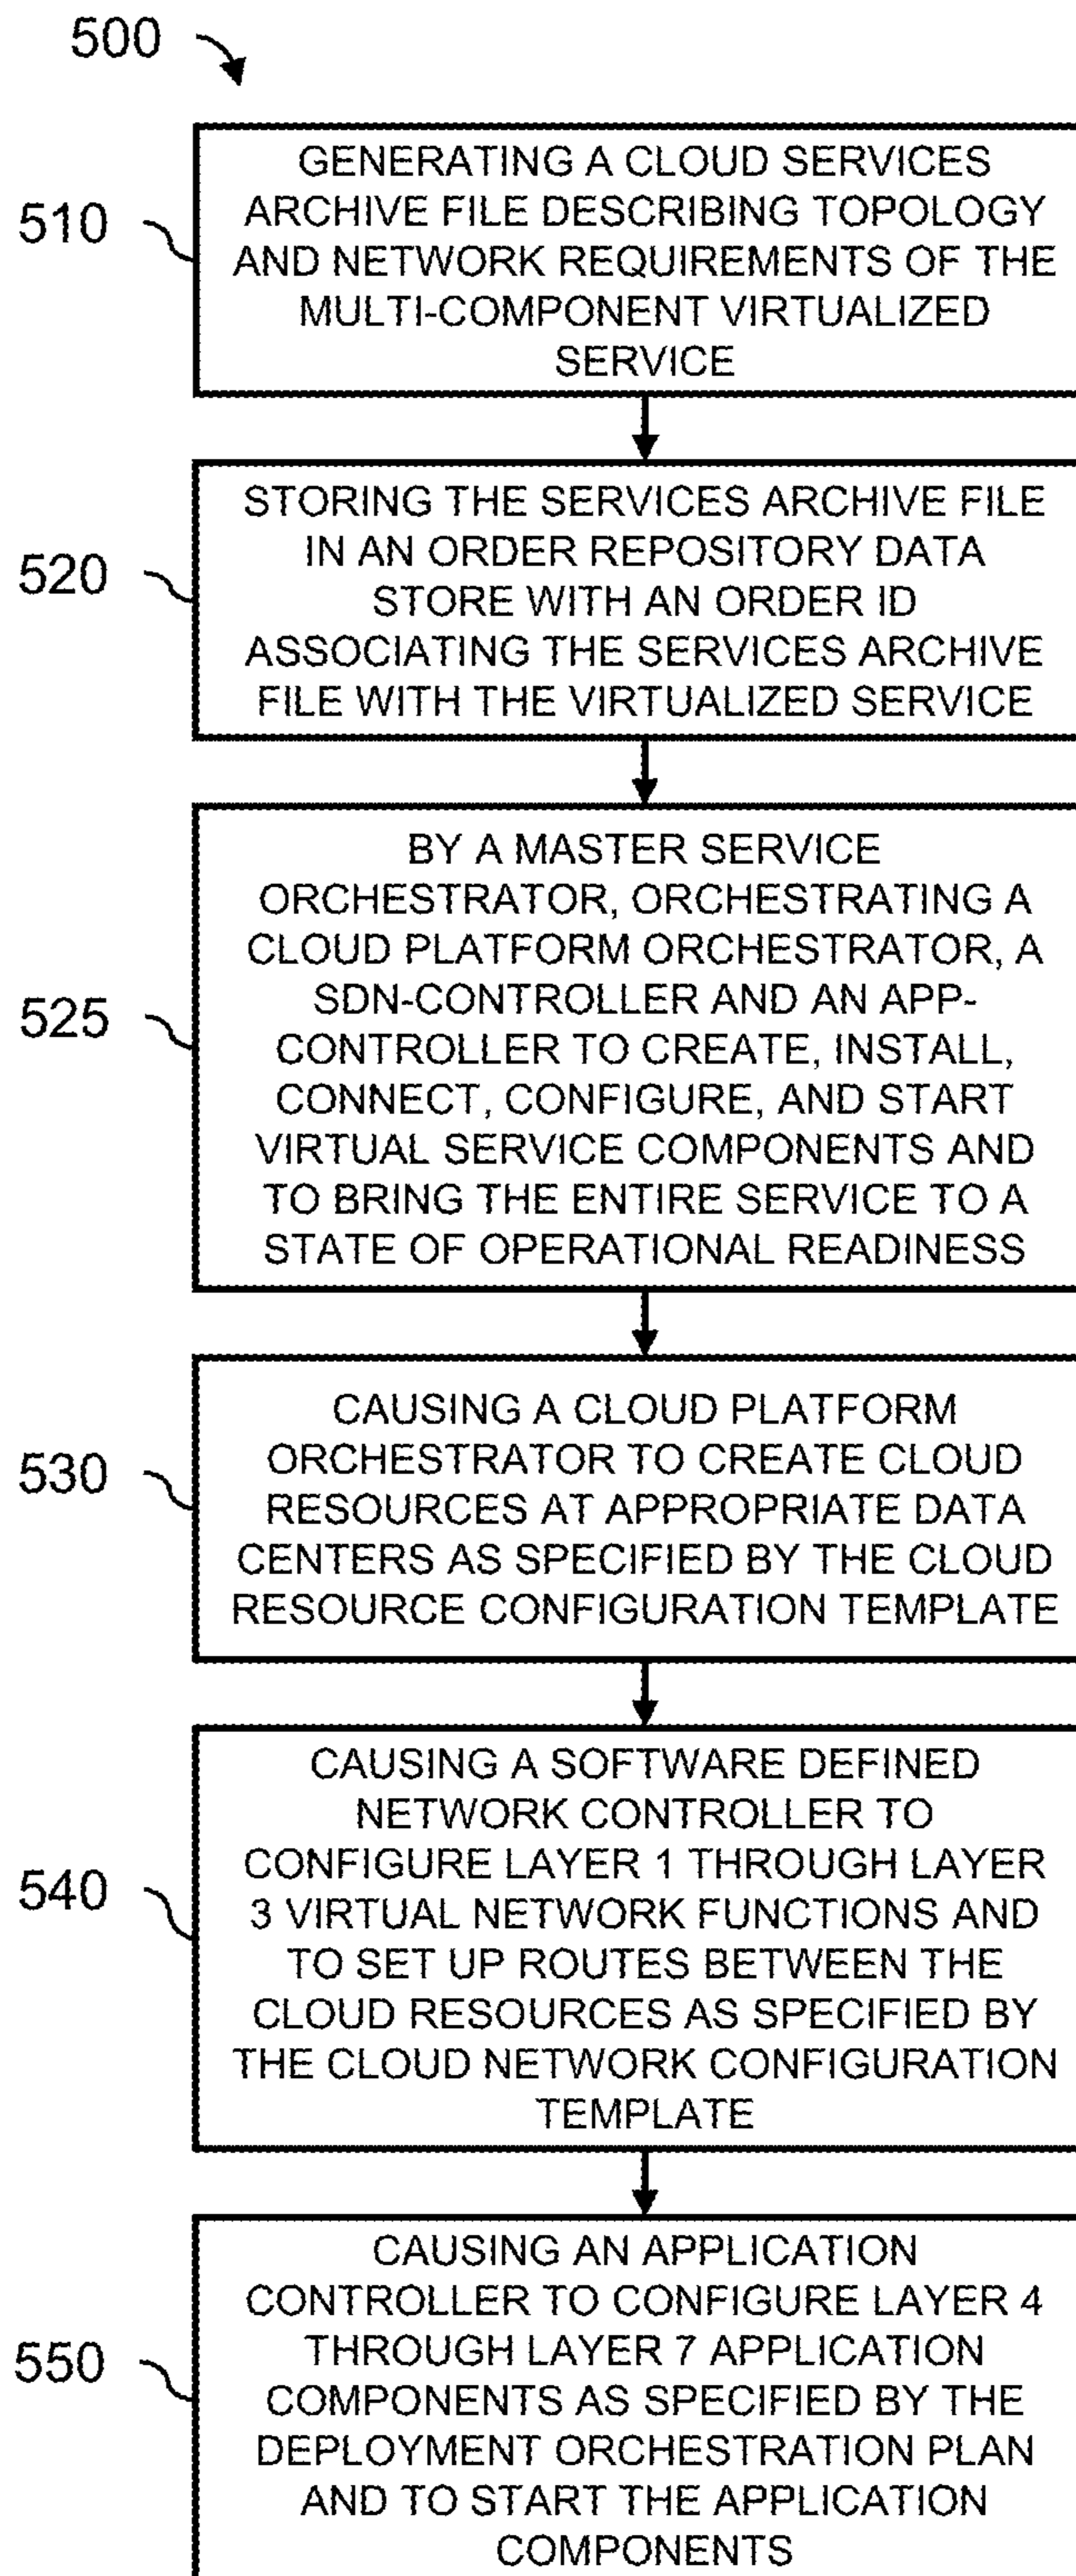 500
510
GENERATING A CLOUD SERVICES
ARCHIVE FILE DESCRIBING TOPOLOGY
AND NETWORK REQUIREMENTS OF THE
MULTI-COMPONENT VIRTUALIZED
SERVICE
520
STORING THE SERVICES ARCHIVE FILE
IN AN ORDER REPOSITORY DATA
STORE WITH AN ORDER ID
ASSOCIATING THE SERVICES ARCHIVE
FILE WITH THE VIRTUALIZED SERVICE
525
BY A MASTER SERVICE
ORCHESTRATOR, ORCHESTRATING A
CLOUD PLATFORM ORCHESTRATOR, A
SDN-CONTROLLER AND AN APP-
CONTROLLER TO CREATE, INSTALL,
CONNECT, CONFIGURE, AND START
VIRTUAL SERVICE COMPONENTS AND
TO BRING THE ENTIRE SERVICE TO A
STATE OF OPERATIONAL READINESS
530
CAUSING A CLOUD PLATFORM
ORCHESTRATOR TO CREATE CLOUD
RESOURCES AT APPROPRIATE DATA
CENTERS AS SPECIFIED BY THE CLOUD
RESOURCE CONFIGURATION TEMPLATE
540
CAUSING A SOFTWARE DEFINED
NETWORK CONTROLLER TO
CONFIGURE LAYER 1 THROUGH LAYER
3 VIRTUAL NETWORK FUNCTIONS AND
TO SET UP ROUTES BETWEEN THE
CLOUD RESOURCES AS SPECIFIED BY
THE CLOUD NETWORK CONFIGURATION
TEMPLATE
550
CAUSING AN APPLICATION
CONTROLLER TO CONFIGURE LAYER 4
THROUGH LAYER 7 APPLICATION
COMPONENTS AS SPECIFIED BY THE
DEPLOYMENT ORCHESTRATION PLAN
AND TO START THE APPLICATION
COMPONENTS